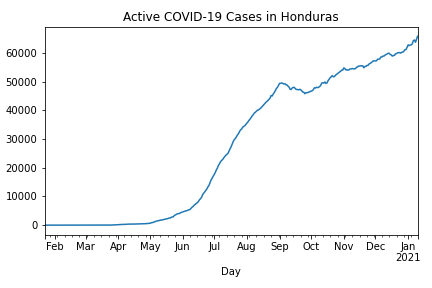 Active COVID-19 Cases in Honduras
60000
50000
40000
30000
20000
10000
0
Feb Mar Apr May Jun Jul Aug Sep Oct Nov Dec Jan
2021
Day